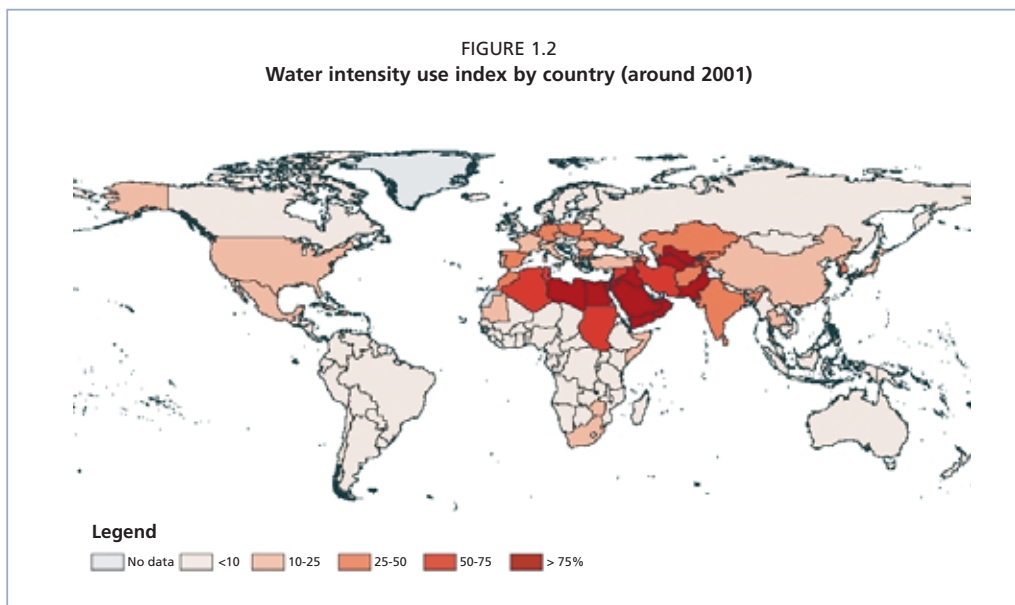 FIGURE 1.2
Water intensity use index by country (around 2001)
Legend
No data <10 10-25 25-50 50-75 > 75%